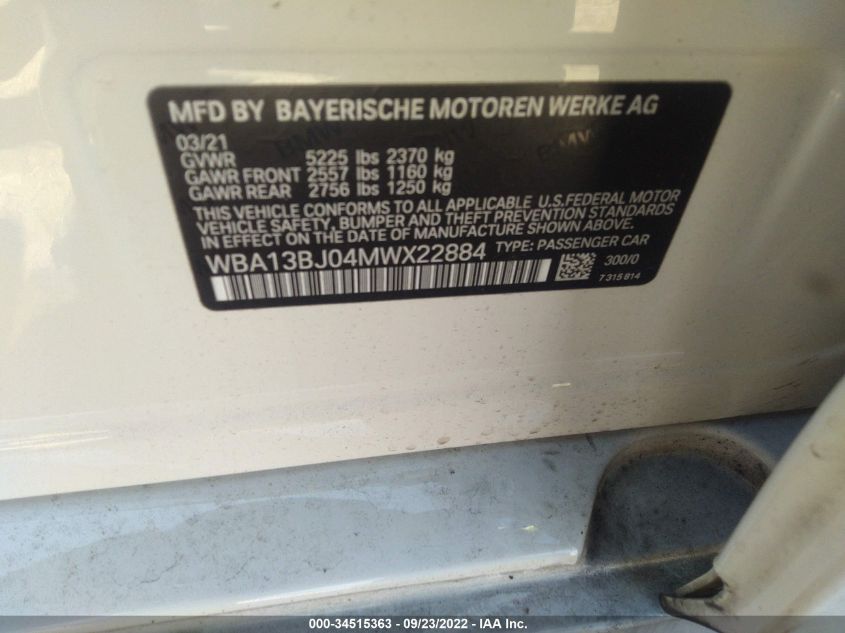 MFD BY BAYERISCHE MOTOREN WERKE AG
03/21
GVWR 5225 lbs 2370 kg
GAWR FRONT 2557 lbs 1160 kg
GAWR REAR 2756 lbs 1250 kg
THIS VEHICLE CONFORMS TO ALL APPLICABLE U.S.FEDERAL MOTOR
VEHICLE SAFETY, BUMPER AND THEFT PREVENTION STANDARDS
IN EFFECT ON THE DATE OF MANUFACTURE SHOWN ABOVE.
WBA13BJ04MWX22884 TYPE: PASSENGER CAR
300/0
7 315 814
000-34515363 - 09/23/2022 - IAA Inc.